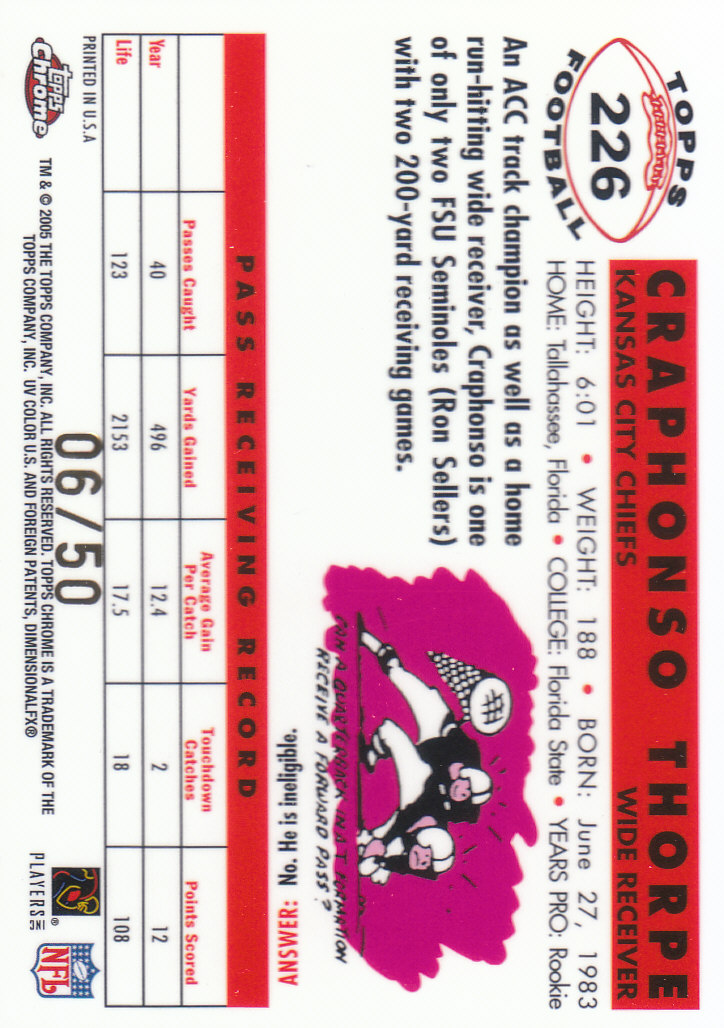 TOPPS
226
FOOTBALL
CRAPHONSO THORPE
KANSAS CITY CHIEFS WIDE RECEIVER
HEIGHT: 6:01 • WEIGHT: 188 • BORN: June 27, 1983
HOME: Tallahassee, Florida • COLLEGE: Florida State • YEARS PRO: Rookie
An ACC track champion as well as a home
run-hitting wide receiver, Craphonso is one
of only two FSU Seminoles (Ron Sellers)
with two 200-yard receiving games.
CAN A QUARTERBACK IN A T FORMATION
RECEIVE A FORWARD PASS?
ANSWER: No. He is ineligible.
PASS RECEIVING RECORD
Passes Caught Yards Gained Average Gain Per Catch Touchdown Catches Points Scored
Year 40 496 12.4 2 12
Life 123 2153 17.5 18 108
PRINTED IN U.S.A
06/50
topps Chrome
TM & © 2005 THE TOPPS COMPANY, INC. ALL RIGHTS RESERVED. TOPPS CHROME IS A TRADEMARK OF THE
TOPPS COMPANY, INC. UV COLOR U.S. AND FOREIGN PATENTS, DIMENSIONALFX®
PLAYERS INC
®
NFL